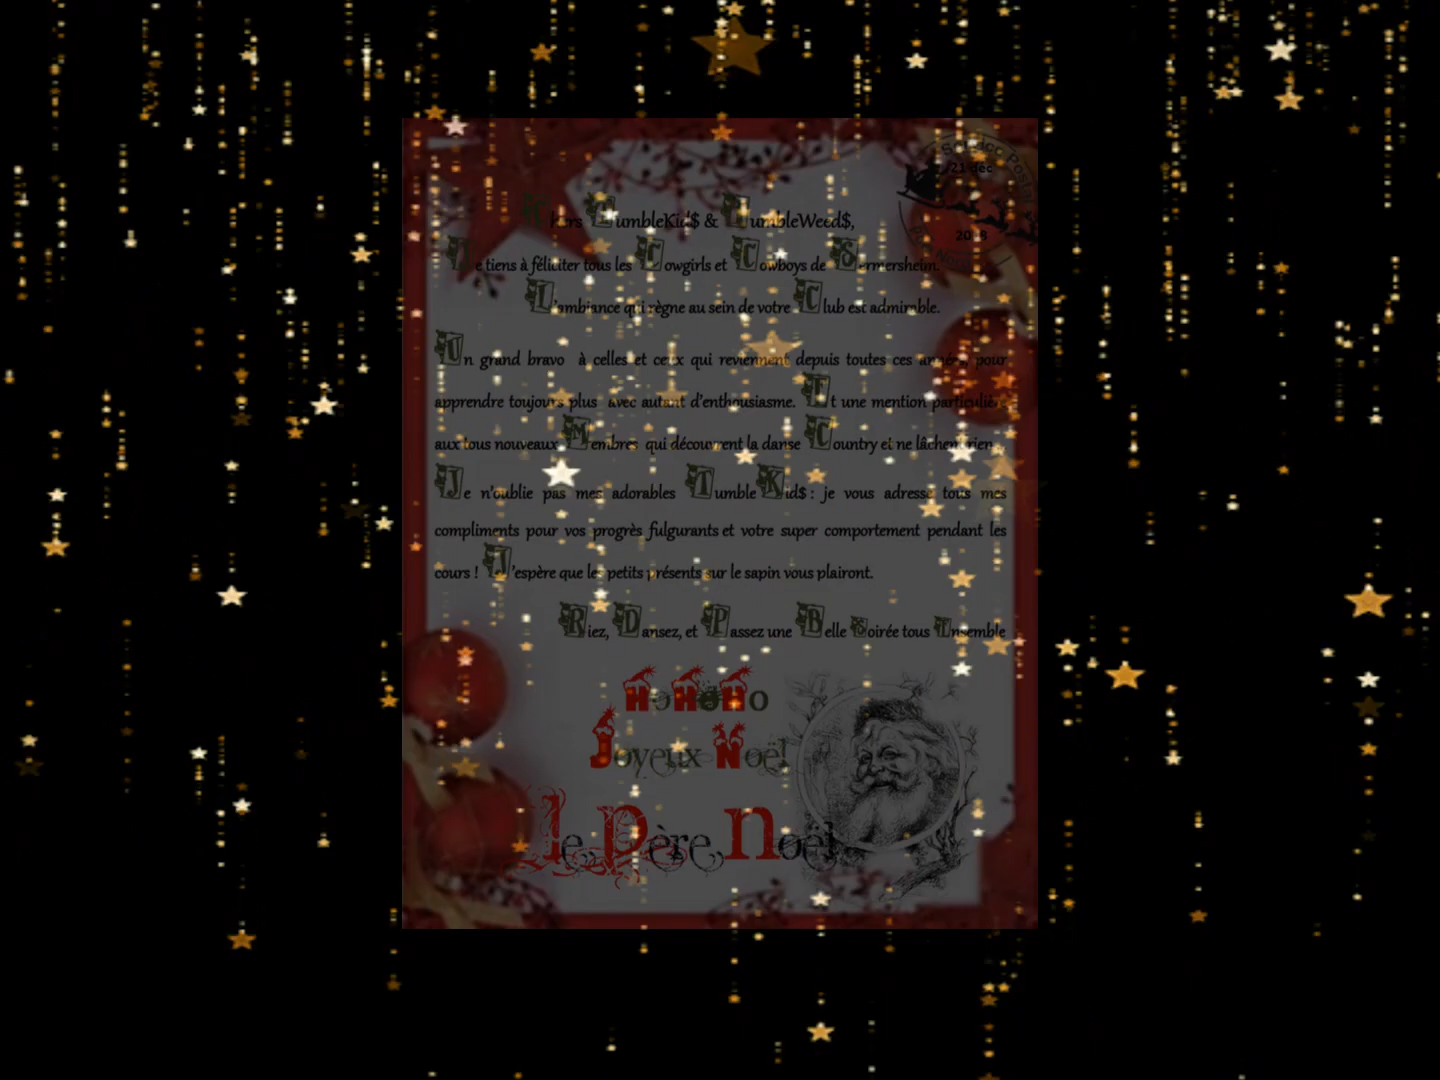 Chers TumbleKid$ & TumbleWeed$,
Je tiens à féliciter tous les Cowgirls et Cowboys de Sermersheim.
L'ambiance qui règne au sein de votre Club est admirable.
Un grand bravo à celles et ceux qui reviennent depuis toutes ces années, pour
apprendre toujours plus avec autant d'enthousiasme. Et une mention particulière
aux tous nouveaux Membres qui découvrent la danse Country et ne lâchent rien
Je n'oublie pas mes adorables TumbleKid$ : je vous adresse tous mes
compliments pour vos progrès fulgurants et votre super comportement pendant les
cours ! J'espère que les petits présents sur le sapin vous plairont.
Riez, Dansez, et Passez une Belle Soirée tous Ensemble
HoHoHo
Joyeux Noël
le père noël
21 déc